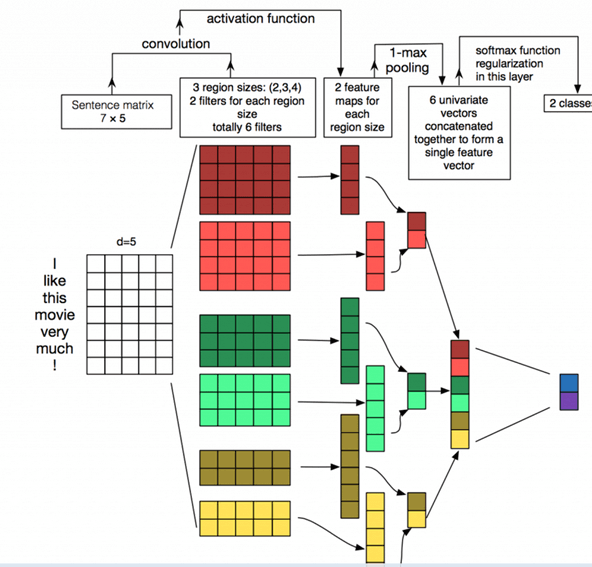 activation function
convolution
1-max
pooling
softmax function
regularization
in this layer
Sentence matrix
7 × 5
3 region sizes: (2,3,4)
2 filters for each region
size
totally 6 filters
2 feature
maps for
each
region size
6 univariate
vectors
concatenated
together to form a
single feature
vector
2 classes
d=5
I
like
this
movie
very
much
!